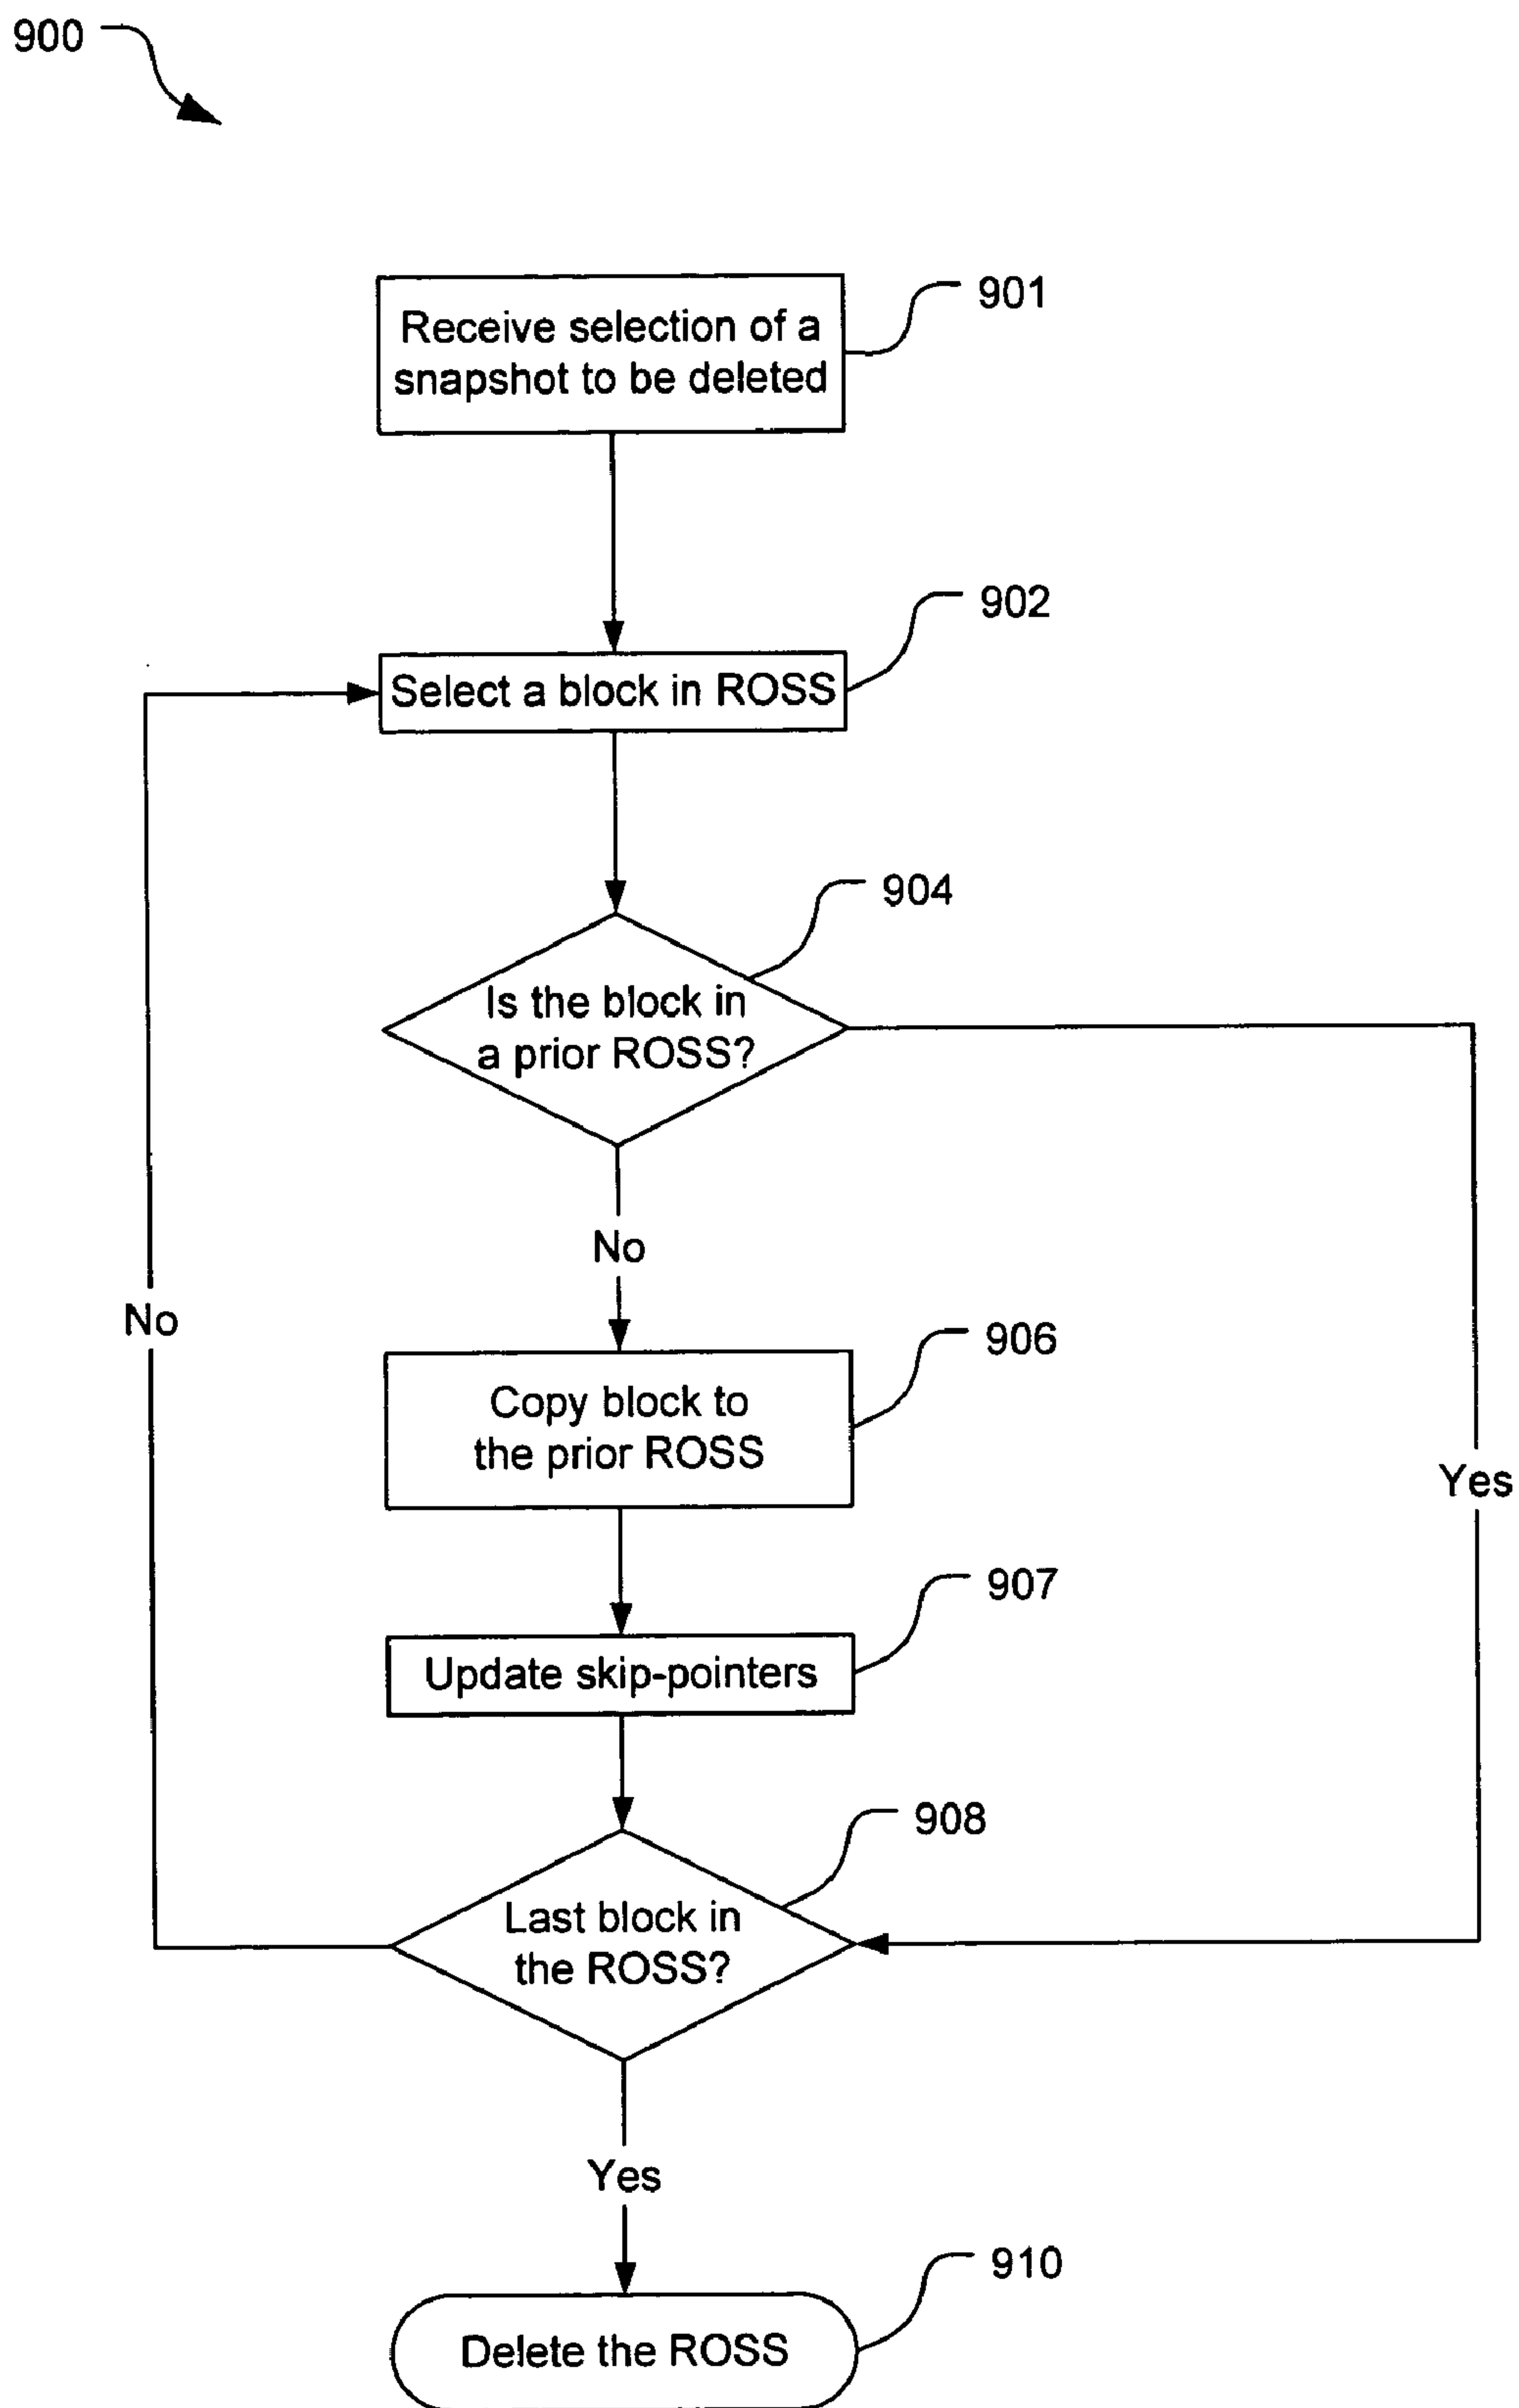 900
Receive selection of a
snapshot to be deleted
901
Select a block in ROSS
902
Is the block in
a prior ROSS?
904
No
Yes
Copy block to
the prior ROSS
906
Update skip-pointers
907
Last block in
the ROSS?
908
No
Yes
Delete the ROSS
910